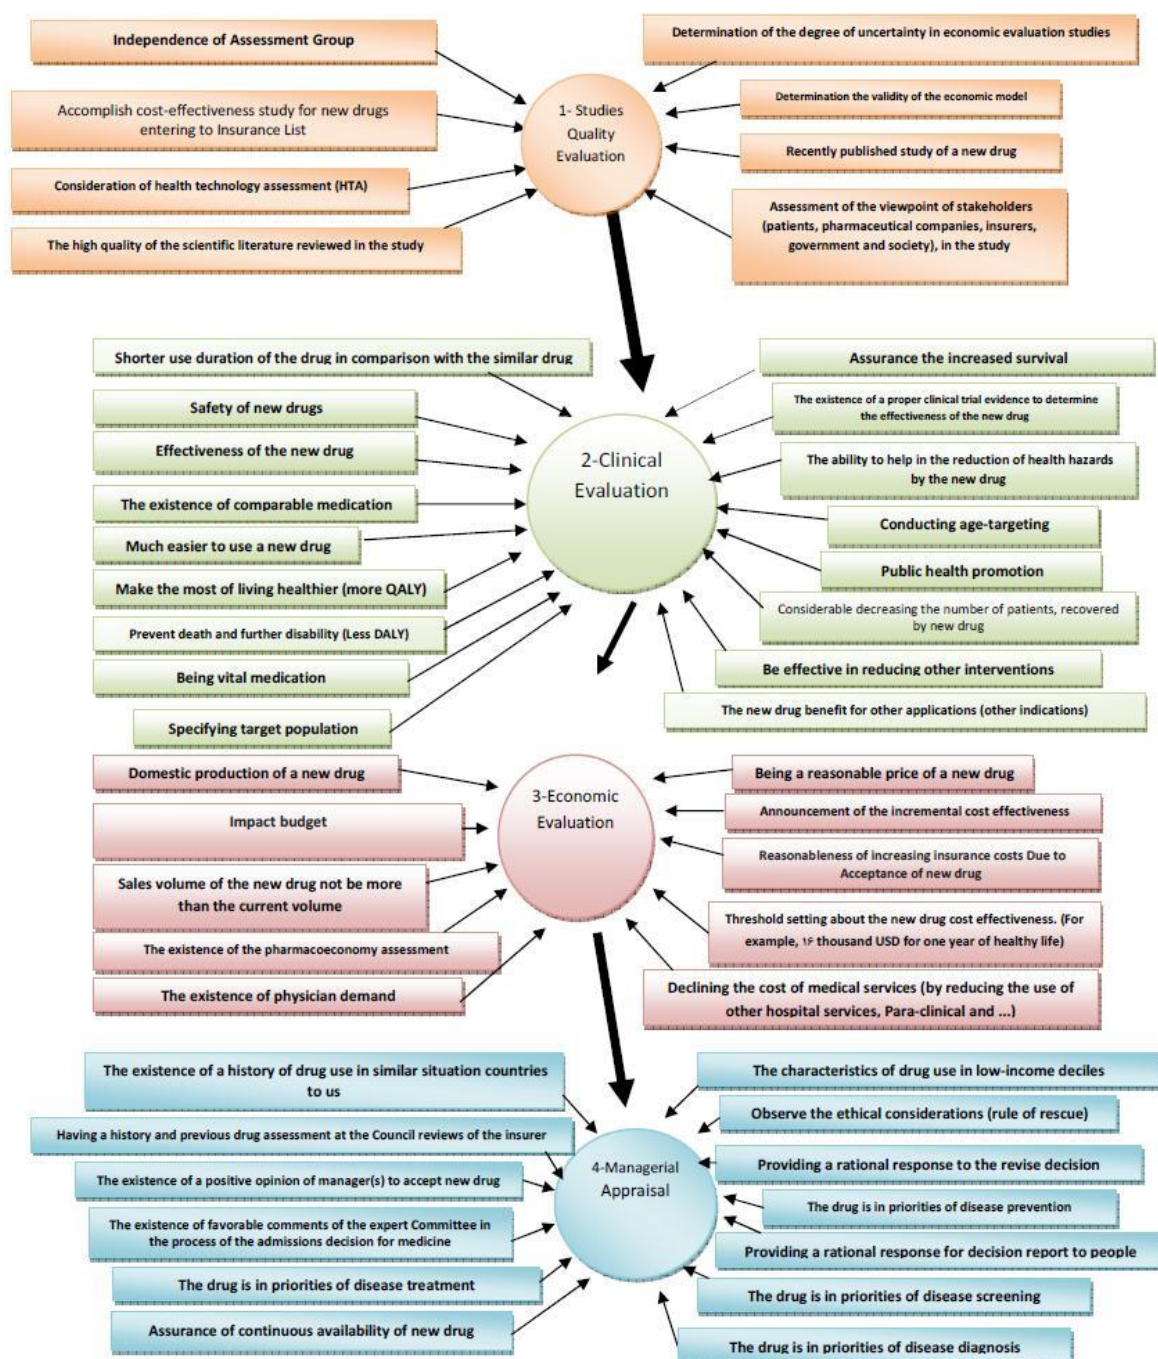 Independence of Assessment Group
Accomplish cost-effectiveness study for new drugs
entering to Insurance List
Consideration of health technology assessment (HTA)
The high quality of the scientific literature reviewed in the study
1- Studies
Quality
Evaluation
Determination of the degree of uncertainty in economic evaluation studies
Determination the validity of the economic model
Recently published study of a new drug
Assessment of the viewpoint of stakeholders
(patients, pharmaceutical companies, insurers,
government and society), in the study
Shorter use duration of the drug in comparison with the similar drug
Safety of new drugs
Effectiveness of the new drug
The existence of comparable medication
Much easier to use a new drug
Make the most of living healthier (more QALY)
Prevent death and further disability (Less DALY)
Being vital medication
Specifying target population
2-Clinical
Evaluation
Assurance the increased survival
The existence of a proper clinical trial evidence to determine
the effectiveness of the new drug
The ability to help in the reduction of health hazards
by the new drug
Conducting age-targeting
Public health promotion
Considerable decreasing the number of patients, recovered
by new drug
Be effective in reducing other interventions
The new drug benefit for other applications (other indications)
Domestic production of a new drug
Impact budget
Sales volume of the new drug not be more
than the current volume
The existence of the pharmacoeconomy assessment
The existence of physician demand
3-Economic
Evaluation
Being a reasonable price of a new drug
Announcement of the incremental cost effectiveness
Reasonableness of increasing insurance costs Due to
Acceptance of new drug
Threshold setting about the new drug cost effectiveness. (For
example, ۱۶ thousand USD for one year of healthy life)
Declining the cost of medical services (by reducing the use of
other hospital services, Para-clinical and ...)
The existence of a history of drug use in similar situation countries
to us
Having a history and previous drug assessment at the Council reviews of the insurer
The existence of a positive opinion of manager(s) to accept new drug
The existence of favorable comments of the expert Committee in
the process of the admissions decision for medicine
The drug is in priorities of disease treatment
Assurance of continuous availability of new drug
4-Managerial
Appraisal
The characteristics of drug use in low-income deciles
Observe the ethical considerations (rule of rescue)
Providing a rational response to the revise decision
The drug is in priorities of disease prevention
Providing a rational response for decision report to people
The drug is in priorities of disease screening
The drug is in priorities of disease diagnosis